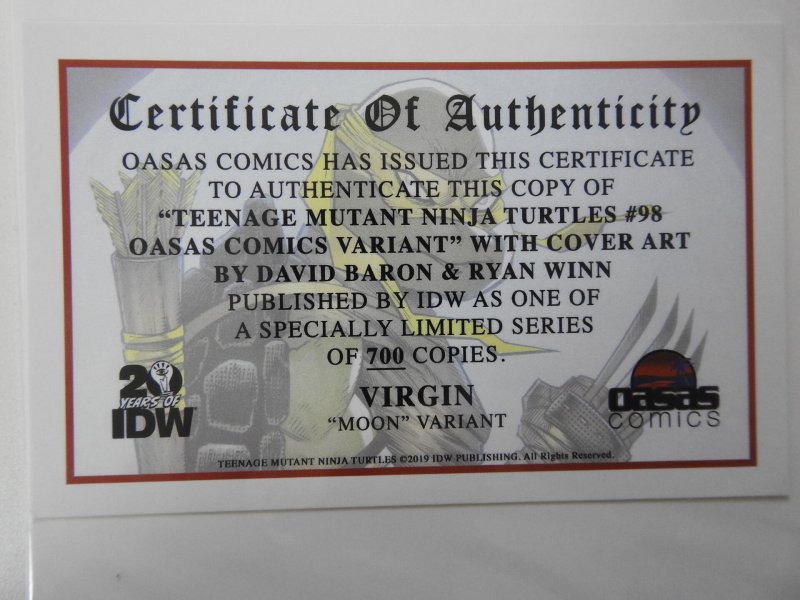 Certificate Of Authenticity
OASAS COMICS HAS ISSUED THIS CERTIFICATE
TO AUTHENTICATE THIS COPY OF
“TEENAGE MUTANT NINJA TURTLES #98
OASAS COMICS VARIANT” WITH COVER ART
BY DAVID BARON & RYAN WINN
PUBLISHED BY IDW AS ONE OF
A SPECIALLY LIMITED SERIES
OF 700 COPIES.
VIRGIN
“MOON” VARIANT
20
YEARS OF
IDW
oasas
comics
TEENAGE MUTANT NINJA TURTLES ©2019 IDW PUBLISHING. All Rights Reserved.